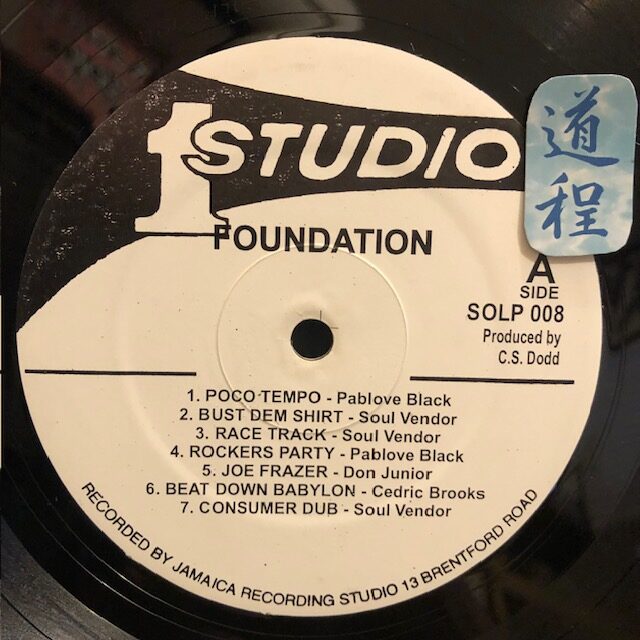 1 STUDIO
道程
FOUNDATION
A
SIDE
SOLP 008
Produced by
C.S. Dodd
1. POCO TEMPO - Pablove Black
2. BUST DEM SHIRT - Soul Vendor
3. RACE TRACK - Soul Vendor
4. ROCKERS PARTY - Pablove Black
5. JOE FRAZER - Don Junior
6. BEAT DOWN BABYLON - Cedric Brooks
7. CONSUMER DUB - Soul Vendor
RECORDED BY JAMAICA RECORDING STUDIO 13 BRENTFORD ROAD